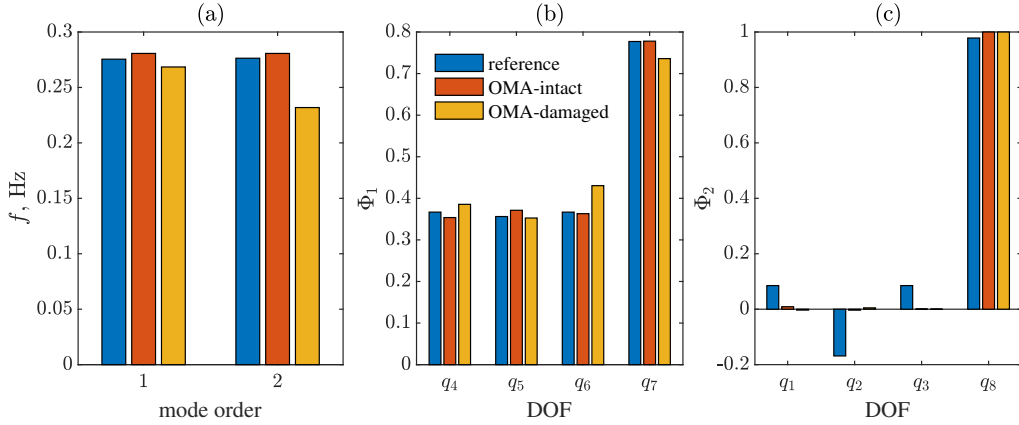 (a)
0.3
0.25
0.2
0.15
0.1
0.05
0
f, Hz
1 2
mode order
(b)
0.8
0.7
0.6
0.5
0.4
0.3
0.2
0.1
0
Φ₁
reference
OMA-intact
OMA-damaged
q₄ q₅ q₆ q₇
DOF
(c)
1
0.8
0.6
0.4
0.2
0
-0.2
Φ₂
q₁ q₂ q₃ q₈
DOF